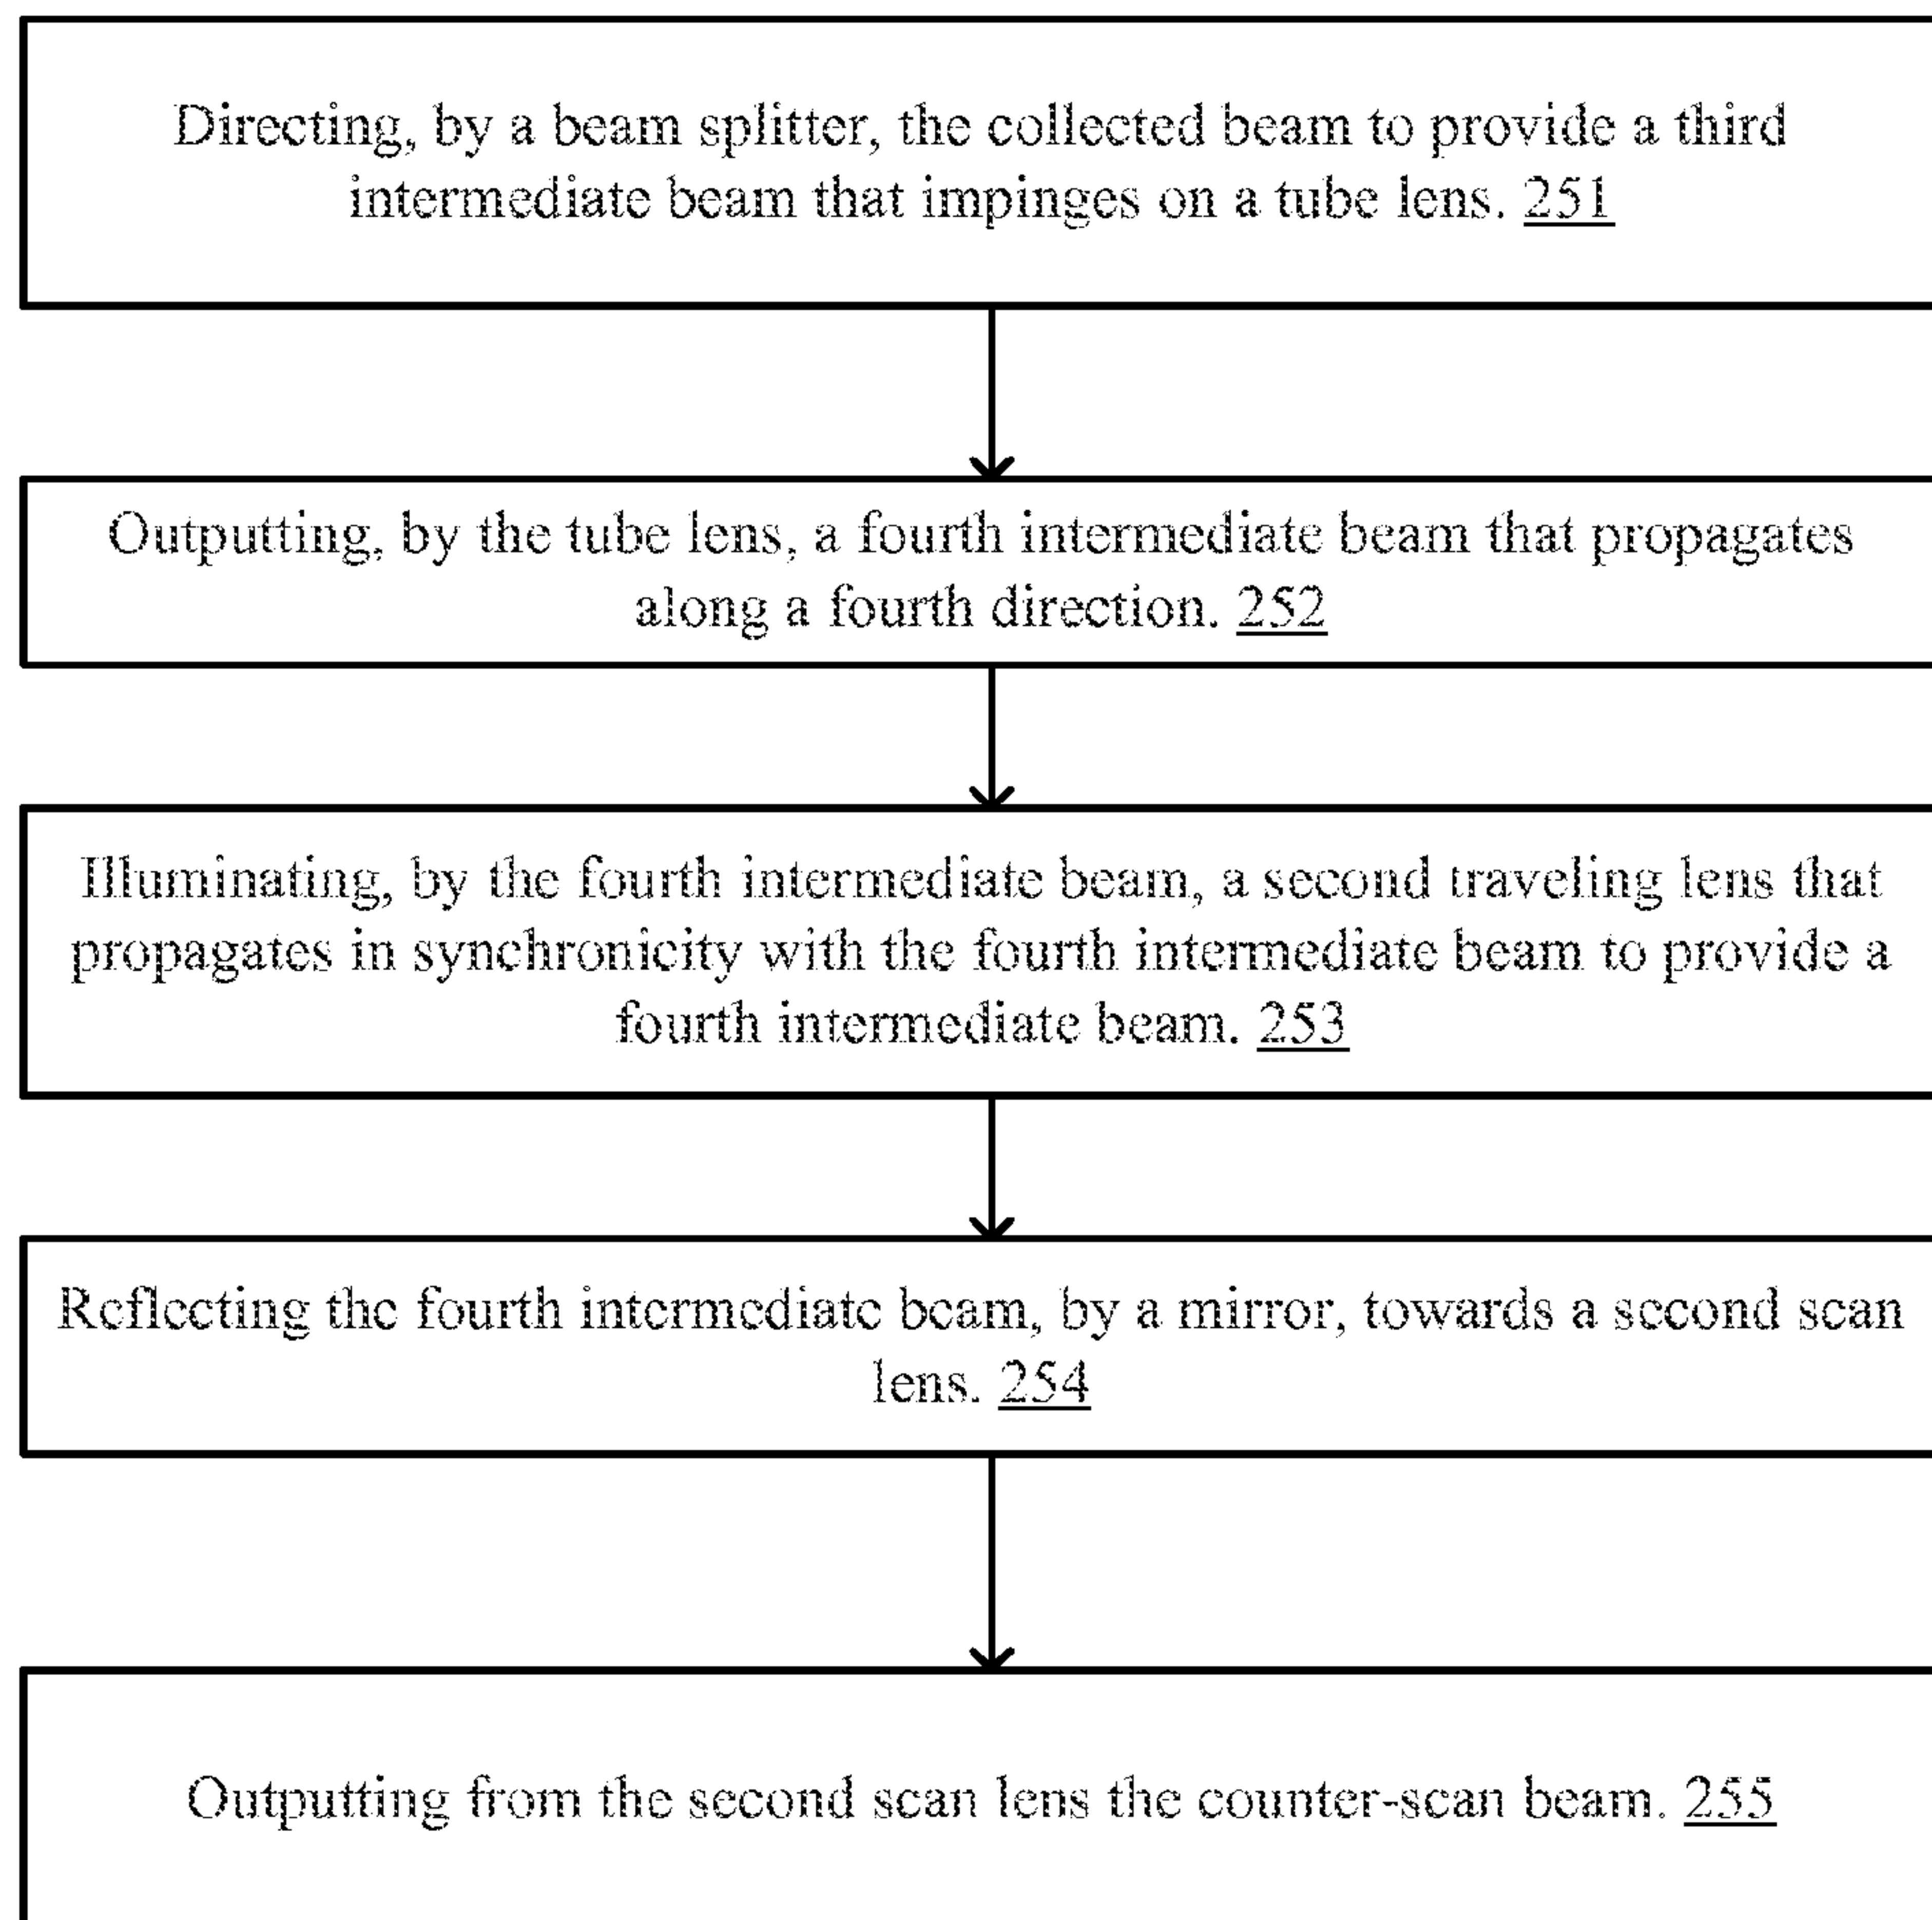 Directing, by a beam splitter, the collected beam to provide a third
intermediate beam that impinges on a tube lens. 251
Outputting, by the tube lens, a fourth intermediate beam that propagates
along a fourth direction. 252
Illuminating, by the fourth intermediate beam, a second traveling lens that
propagates in synchronicity with the fourth intermediate beam to provide a
fourth intermediate beam. 253
Reflecting the fourth intermediate beam, by a mirror, towards a second scan
lens. 254
Outputting from the second scan lens the counter-scan beam. 255